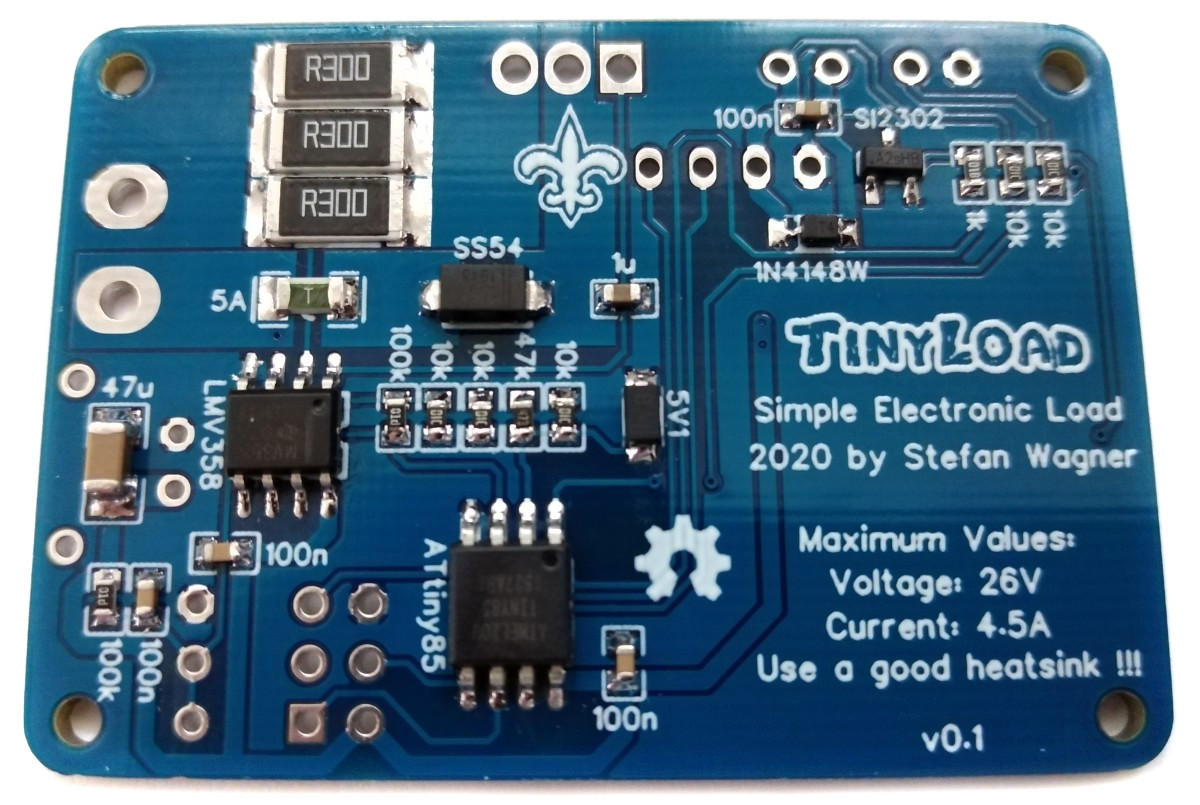 R300
R300
R300
100n
SI2302
1k
10k
10k
SS54
1u
1N4148W
5A
T
TINYLOAD
100k
10k
10k
47k
10k
47u
LMV358
5V1
Simple Electronic Load
2020 by Stefan Wagner
100n
ATtiny85
Maximum Values:
Voltage: 26V
Current: 4.5A
Use a good heatsink !!!
100k
100n
100n
v0.1